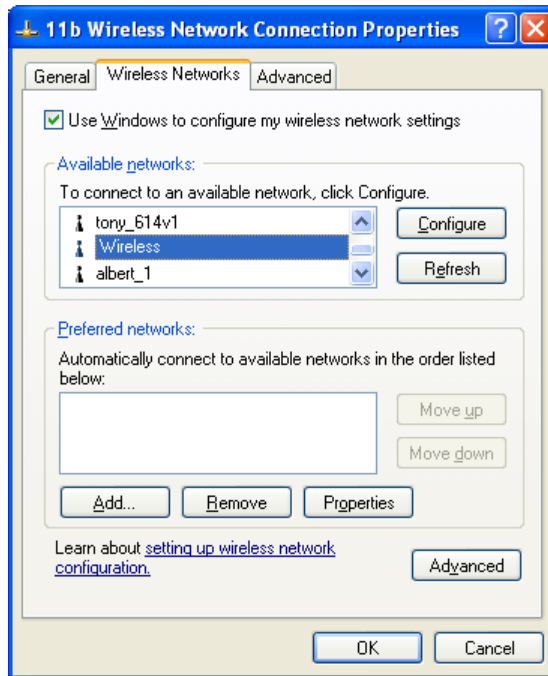 11b Wireless Network Connection Properties
General Wireless Networks Advanced
Use Windows to configure my wireless network settings
Available networks:
To connect to an available network, click Configure.
tony_614v1
Wireless
albert_1
Configure
Refresh
Preferred networks:
Automatically connect to available networks in the order listed
below:
Move up
Move down
Add... Remove Properties
Learn about setting up wireless network
configuration.
Advanced
OK Cancel